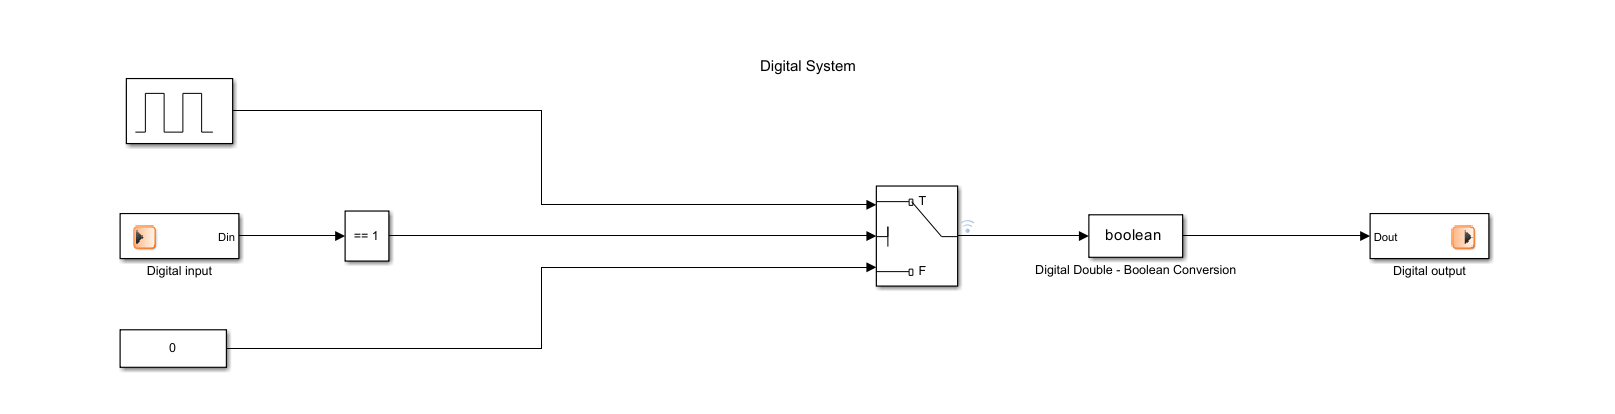 Digital System
T
Din
== 1
boolean
Dout
Digital input
F
Digital Double - Boolean Conversion
Digital output
0